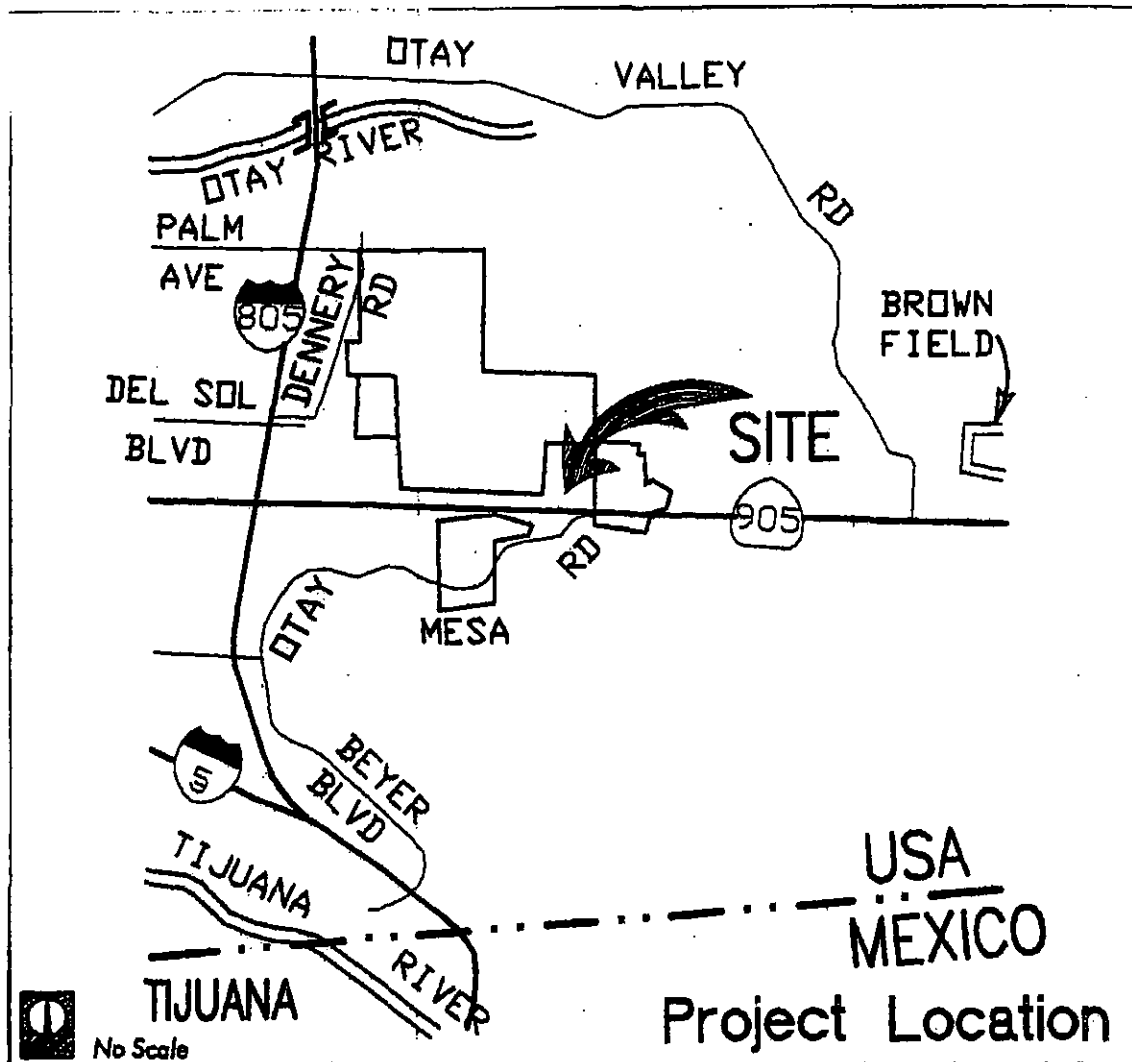 OTAY
VALLEY
RD
OTAY RIVER
PALM
AVE
805
DENNERY
RD
BROWN
FIELD
DEL SOL
BLVD
SITE
905
OTAY
MESA
RD
5
BEYER
BLVD
TIJUANA
RIVER
USA
MEXICO
TIJUANA
No Scale
Project Location